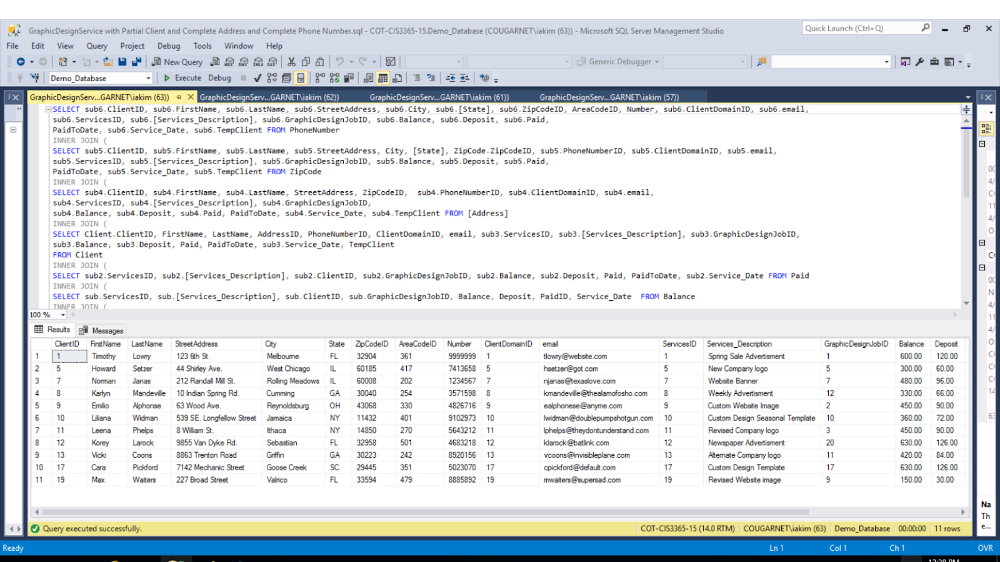 GraphicDesignService with Partial Client and Complete Address and Complete Phone Number.sql - COT-CIS3365-15.Demo_Database (COUGARNET\iakim (63)) - Microsoft SQL Server Management Studio
Quick Launch (Ctrl+Q)
File Edit View Query Project Debug Tools Window Help
New Query MDX DMX XMLA DAX Generic Debugger
Demo_Database Execute Debug
GraphicDesignServ...GARNET\iakim (63)) GraphicDesignServ...GARNET\iakim (62)) GraphicDesignServ...GARNET\iakim (61)) GraphicDesignServ...GARNET\iakim (57))
SELECT sub6.ClientID, sub6.FirstName, sub6.LastName, sub6.StreetAddress, sub6.City, sub6.[State], sub6.ZipCodeID, AreaCodeID, Number, sub6.ClientDomainID, sub6.email,
sub6.ServicesID, sub6.[Services_Description], sub6.GraphicDesignJobID, sub6.Balance, sub6.Deposit, sub6.Paid,
PaidToDate, sub6.Service_Date, sub6.TempClient FROM PhoneNumber
INNER JOIN (
SELECT sub5.ClientID, sub5.FirstName, sub5.LastName, sub5.StreetAddress, City, [State], ZipCode.ZipCodeID, sub5.PhoneNumberID, sub5.ClientDomainID, sub5.email,
sub5.ServicesID, sub5.[Services_Description], sub5.GraphicDesignJobID, sub5.Balance, sub5.Deposit, sub5.Paid,
PaidToDate, sub5.Service_Date, sub5.TempClient FROM ZipCode
INNER JOIN (
SELECT sub4.ClientID, sub4.FirstName, sub4.LastName, StreetAddress, ZipCodeID, sub4.PhoneNumberID, sub4.ClientDomainID, sub4.email,
sub4.ServicesID, sub4.[Services_Description], sub4.GraphicDesignJobID,
sub4.Balance, sub4.Deposit, sub4.Paid, PaidToDate, sub4.Service_Date, sub4.TempClient FROM [Address]
INNER JOIN (
SELECT Client.ClientID, FirstName, LastName, AddressID, PhoneNumberID, ClientDomainID, email, sub3.ServicesID, sub3.[Services_Description], sub3.GraphicDesignJobID,
sub3.Balance, sub3.Deposit, Paid, PaidToDate, sub3.Service_Date, TempClient
FROM Client
INNER JOIN (
SELECT sub2.ServicesID, sub2.[Services_Description], sub2.ClientID, sub2.GraphicDesignJobID, sub2.Balance, sub2.Deposit, Paid, PaidToDate, sub2.Service_Date FROM Paid
INNER JOIN (
SELECT sub.ServicesID, sub.[Services_Description], sub.ClientID, sub.GraphicDesignJobID, Balance, Deposit, PaidID, Service_Date FROM Balance
INNER JOIN (
100 %
Results Messages
ClientID FirstName LastName StreetAddress City State ZipCodeID AreaCodeID Number ClientDomainID email ServicesID Services_Description GraphicDesignJobID Balance Deposit
1 1 Timothy Lowry 123 6th St. Melbourne FL 32904 361 9999999 1 tlowry@website.com 1 Spring Sale Advertisment 1 600.00 120.00
2 5 Howard Setzer 44 Shirley Ave. West Chicago IL 60185 417 7413658 5 hsetzer@got.com 5 New Company logo 5 300.00 60.00
3 7 Norman Janas 212 Randall Mill St. Rolling Meadows IL 60008 202 1234567 7 njanas@texaslove.com 7 Website Banner 7 480.00 96.00
4 8 Karlyn Mandeville 10 Indian Spring Rd. Cumming GA 30040 254 3571598 8 kmandeville@thealamofosho.com 8 Weekly Advertisment 12 330.00 66.00
5 9 Emilio Alphonse 63 Wood Ave. Reynoldsburg OH 43068 330 4826716 9 ealphonese@anyme.com 9 Custom Website Image 2 450.00 90.00
6 10 Liliana Widman 539 SE. Longfellow Street Jamaica NY 11432 401 9102973 10 lwidman@doublepumpshotgun.com 10 Custom Design Seasonal Template 10 360.00 72.00
7 11 Leena Phelps 8 William St. Ithaca NY 14850 270 5643212 11 lphelps@theydontunderstand.com 11 Revised Company logo 3 450.00 90.00
8 12 Korey Larock 9855 Van Dyke Rd. Sebastian FL 32958 501 4683218 12 klarock@batlink.com 12 Newspaper Advertisment 20 630.00 126.00
9 13 Vicki Coons 8863 Trenton Road Griffin GA 30223 242 8920156 13 vcoons@invisibleplane.com 13 Alternate Company logo 11 420.00 84.00
10 17 Cara Pickford 7142 Mechanic Street Goose Creek SC 29445 351 5023070 17 cpickford@default.com 17 Custom Design Template 17 630.00 126.00
11 19 Max Waiters 227 Broad Street Valrico FL 33594 479 8885892 19 mwaiters@supersad.com 19 Revised Website image 9 150.00 30.00
Na
Th
e...
Query executed successfully. COT-CIS3365-15 (14.0 RTM) COUGARNET\iakim (63) Demo_Database 00:00:00 11 rows
Ready Ln 1 Col 1 Ch 1 OVR